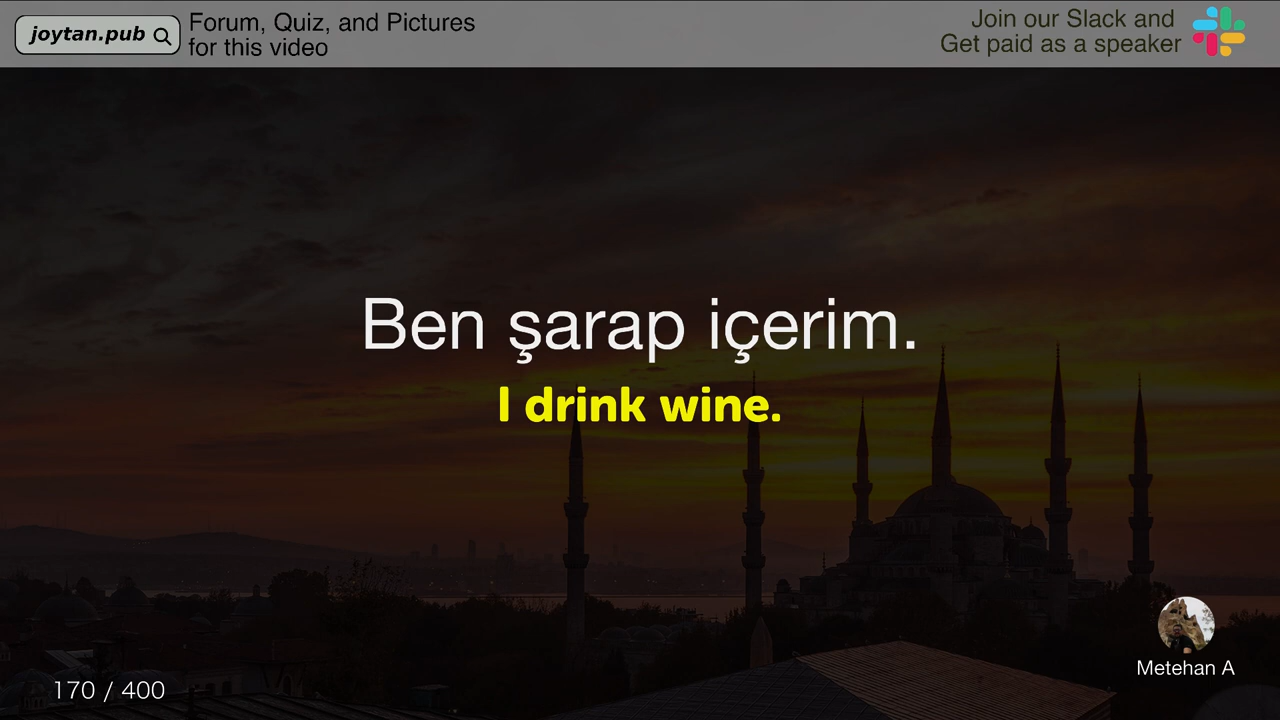 joytan.pub
Forum, Quiz, and Pictures
for this video
Join our Slack and
Get paid as a speaker
Ben şarap içerim.
I drink wine.
Metehan A
170 / 400